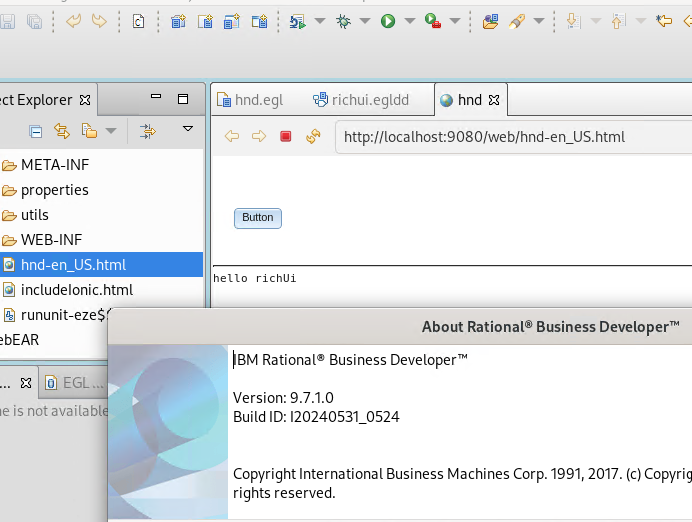 ect Explorer
hnd.egl
richui.egldd
hnd
http://localhost:9080/web/hnd-en_US.html
META-INF
properties
utils
WEB-INF
hnd-en_US.html
includeIonic.html
rununit-eze$
ebEAR
Button
hello richUi
...
EGL ...
e is not available
About Rational® Business Developer™
IBM Rational® Business Developer™
Version: 9.7.1.0
Build ID: I20240531_0524
Copyright International Business Machines Corp. 1991, 2017. (c) Copyrig
rights reserved.